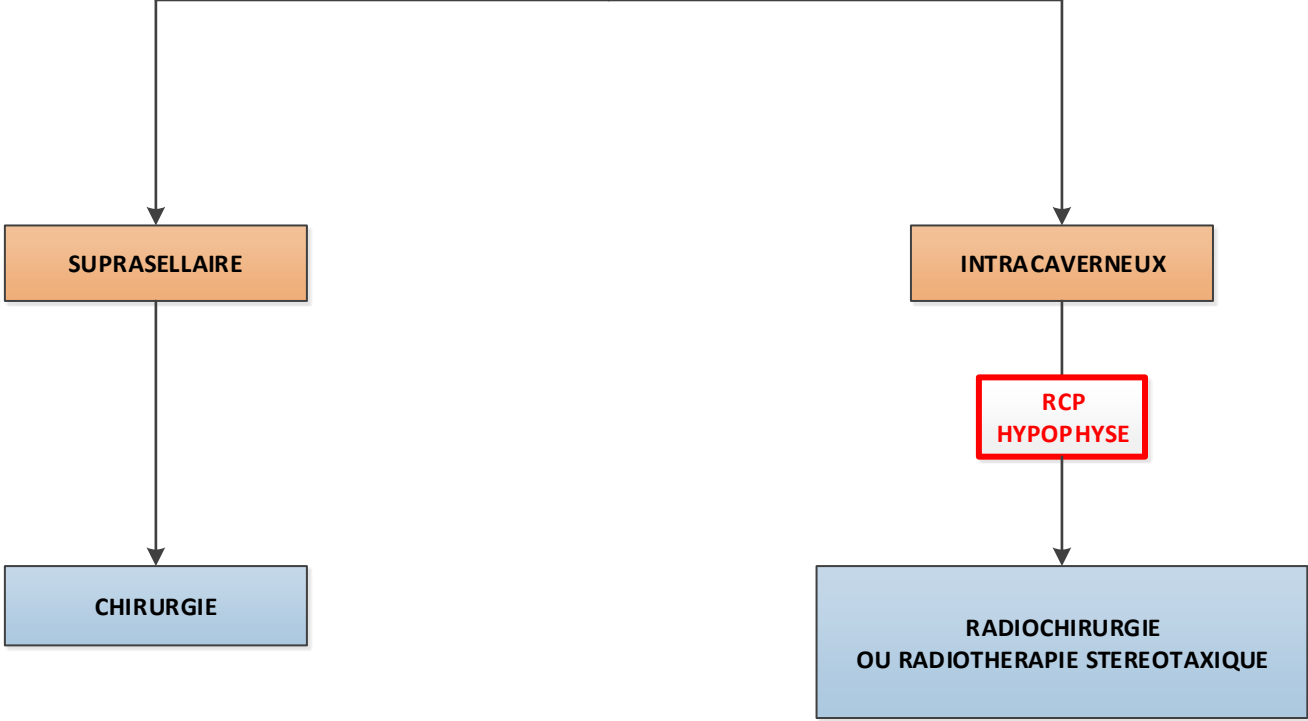 SUPRASELLAIRE
INTRACAVERNEUX
RCP
HYPOPHYSE
CHIRURGIE
RADIOCHIRURGIE
OU RADIOTHERAPIE STEREOTAXIQUE